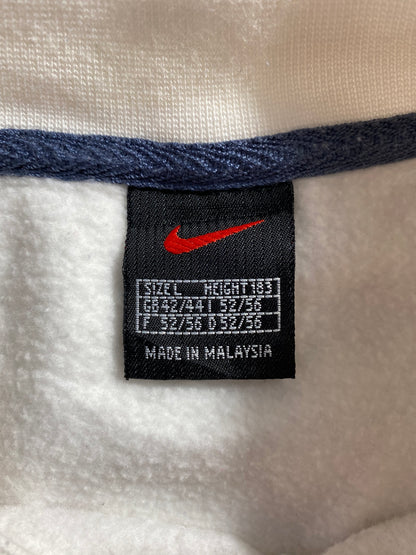 SIZE L HEIGHT 183
GB 42/44 I 52/56
F 52/56 D 52/56
MADE IN MALAYSIA